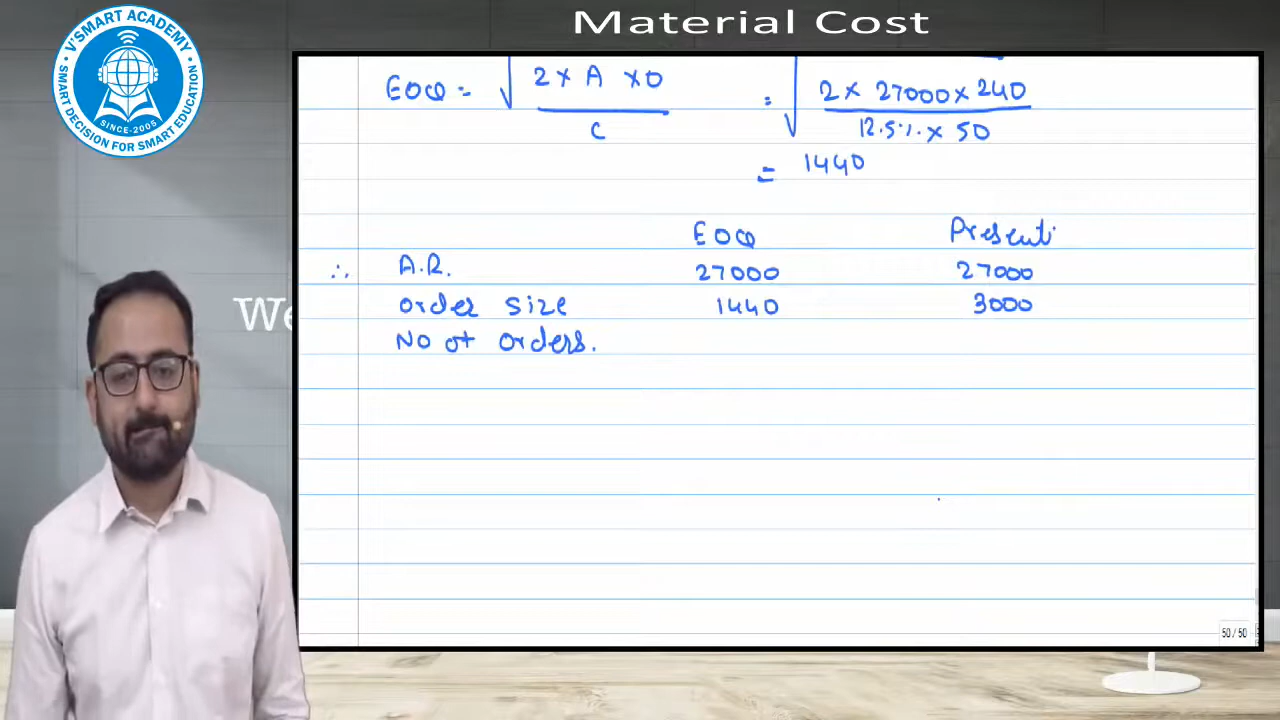 Material Cost
V'SMART ACADEMY
SINCE-2005
SMART DECISION FOR SMART EDUCATION
We
EOQ = √ 2 x A x O / C = √ 2 x 27000 x 240 / 12.5% x 50
= 1440
EOQ Present
∴ A.R. 27000 27000
order size 1440 3000
No of orders.
50 / 50